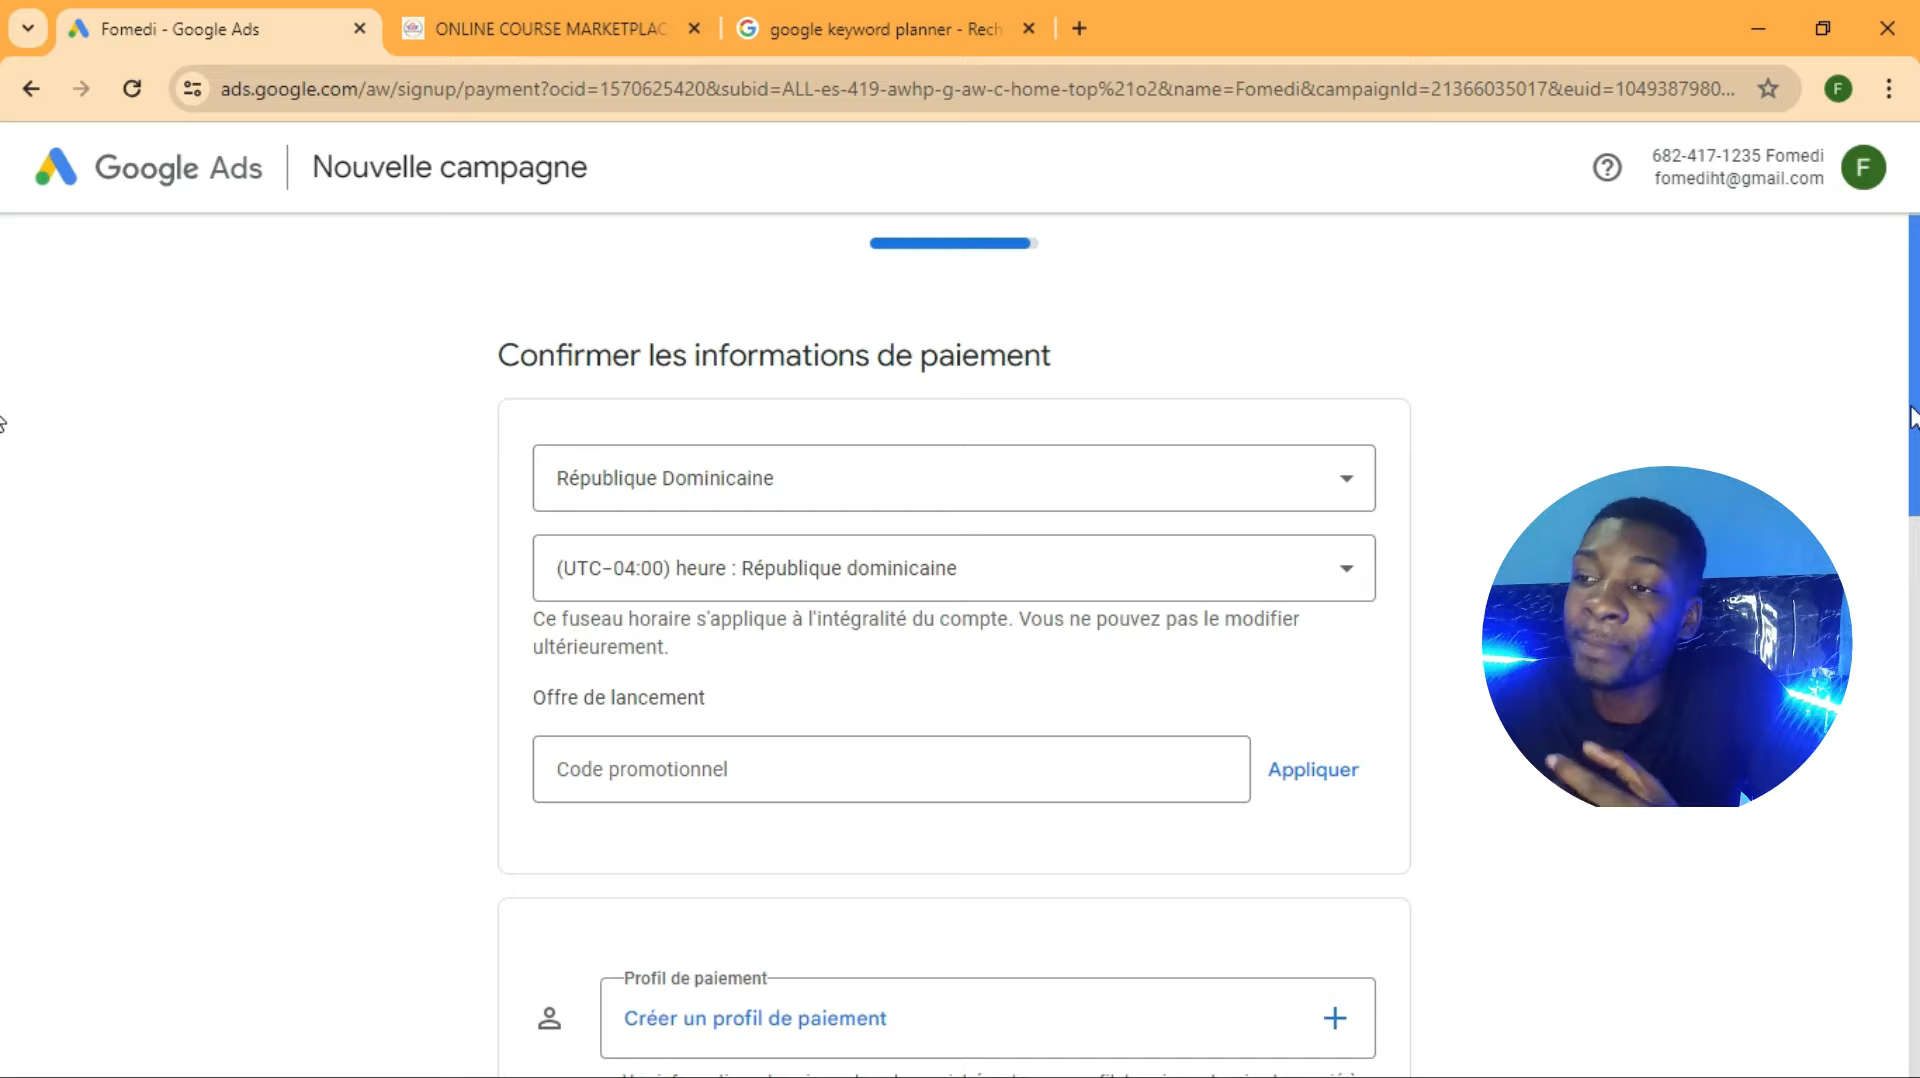 Fomedi - Google Ads
ONLINE COURSE MARKETPLAC
google keyword planner - Rech
ads.google.com/aw/signup/payment?ocid=1570625420&subid=ALL-es-419-awhp-g-aw-c-home-top%21o2&name=Fomedi&campaignId=21366035017&euid=1049387980...
F
Google Ads
Nouvelle campagne
682-417-1235 Fomedi
fomediht@gmail.com
F
Confirmer les informations de paiement
République Dominicaine
(UTC−04:00) heure : République dominicaine
Ce fuseau horaire s'applique à l'intégralité du compte. Vous ne pouvez pas le modifier
ultérieurement.
Offre de lancement
Code promotionnel
Appliquer
Profil de paiement
Créer un profil de paiement